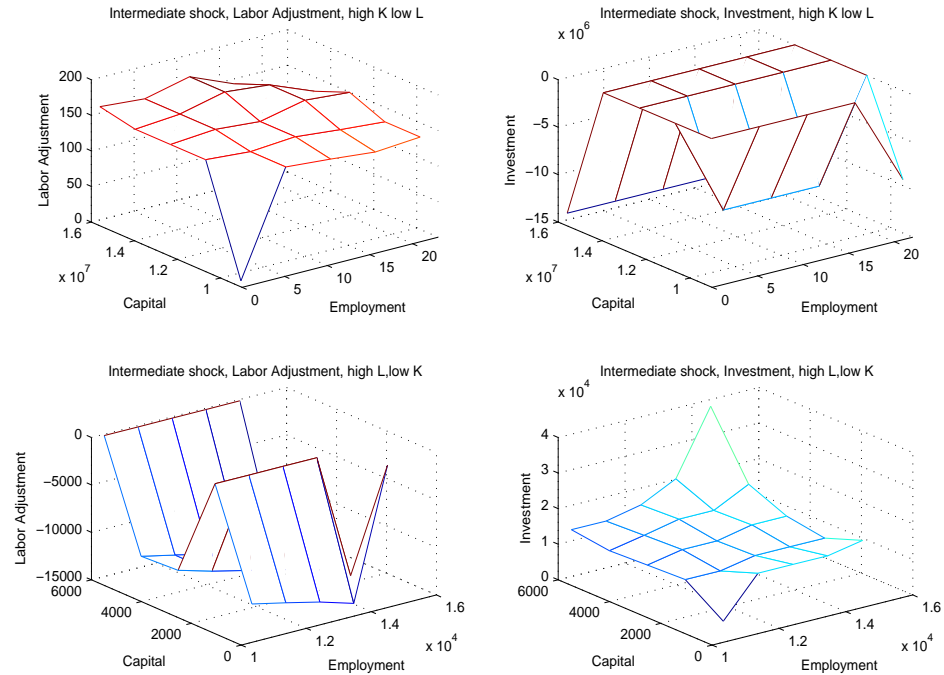 Intermediate shock, Labor Adjustment, high K low L
200
150
100
50
0
Labor Adjustment
1.6
1.4
1.2
1
x 10^7
Capital
0
5
10
15
20
Employment
Intermediate shock, Investment, high K low L
x 10^6
0
−5
−10
−15
Investment
1.6
1.4
1.2
1
x 10^7
Capital
0
5
10
15
20
Employment
Intermediate shock, Labor Adjustment, high L,low K
0
−5000
−10000
−15000
Labor Adjustment
6000
4000
2000
0
Capital
1
1.2
1.4
1.6
x 10^4
Employment
Intermediate shock, Investment, high L,low K
x 10^4
4
3
2
1
0
Investment
6000
4000
2000
0
Capital
1
1.2
1.4
1.6
x 10^4
Employment